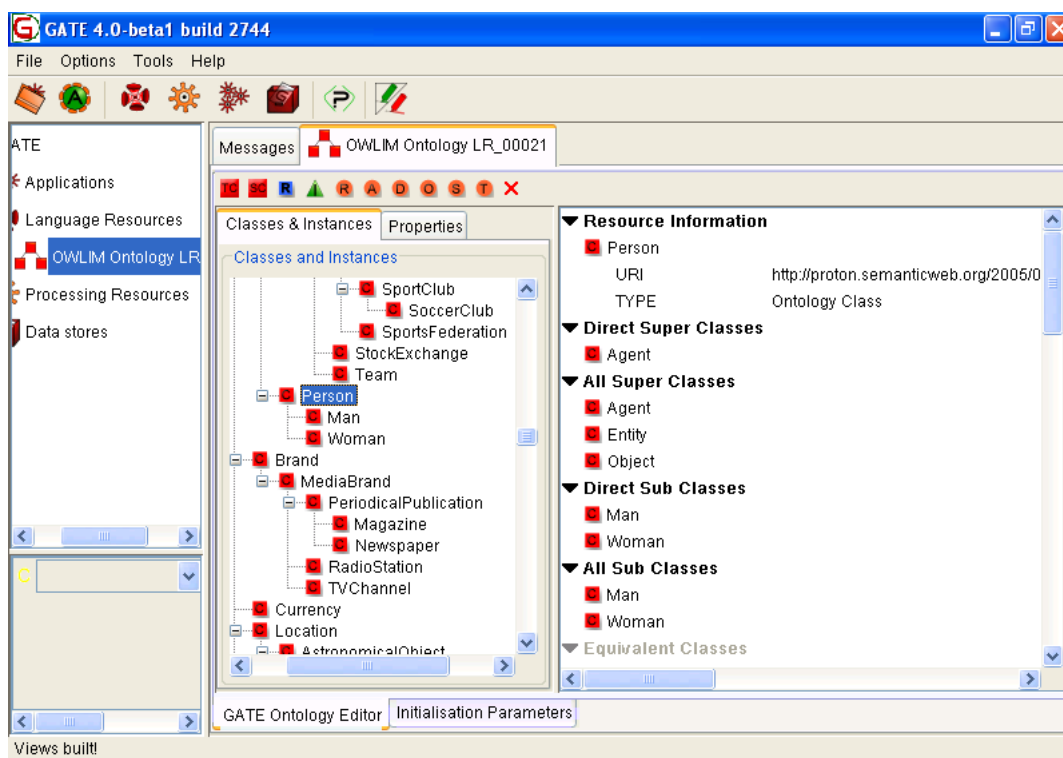 GATE 4.0-beta1 build 2744
File Options Tools Help
ATE
Applications
Language Resources
OWLIM Ontology LR
Processing Resources
Data stores
Messages
OWLIM Ontology LR_00021
TC SC R R A D O S T
Classes & Instances
Properties
Classes and Instances
C SportClub
C SoccerClub
C SportsFederation
C StockExchange
C Team
C Person
C Man
C Woman
C Brand
C MediaBrand
C PeriodicalPublication
C Magazine
C Newspaper
C RadioStation
C TVChannel
C Currency
C Location
C AstronomicalObject
Resource Information
C Person
URI http://proton.semanticweb.org/2005/0
TYPE Ontology Class
Direct Super Classes
C Agent
All Super Classes
C Agent
C Entity
C Object
Direct Sub Classes
C Man
C Woman
All Sub Classes
C Man
C Woman
Equivalent Classes
C
GATE Ontology Editor
Initialisation Parameters
Views built!